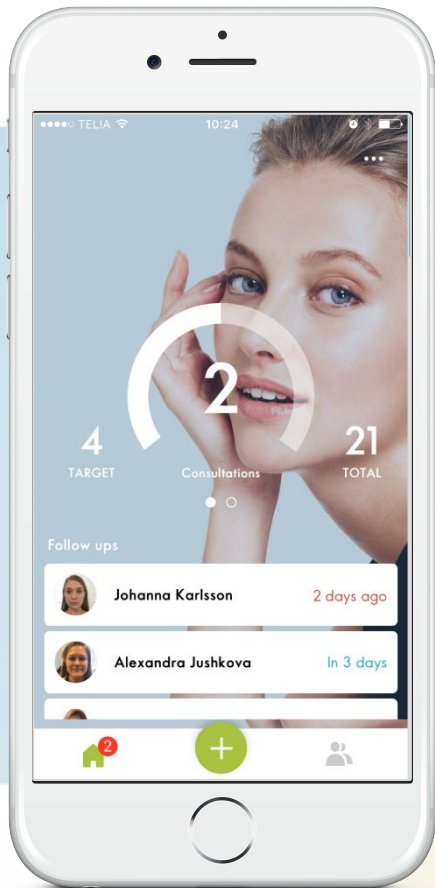 TELIA 10:24
2
4 21
TARGET Consultations TOTAL
Follow ups
Johanna Karlsson 2 days ago
Alexandra Jushkova In 3 days
2